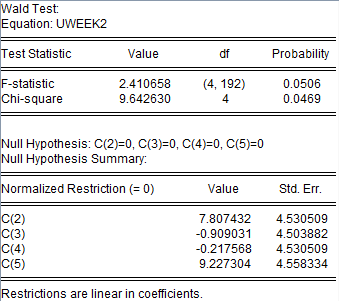 Wald Test:
Equation: UWEEK2
Test Statistic Value df Probability
F-statistic 2.410658 (4, 192) 0.0506
Chi-square 9.642630 4 0.0469
Null Hypothesis: C(2)=0, C(3)=0, C(4)=0, C(5)=0
Null Hypothesis Summary:
Normalized Restriction (= 0) Value Std. Err.
C(2) 7.807432 4.530509
C(3) -0.909031 4.503882
C(4) -0.217568 4.530509
C(5) 9.227304 4.558334
Restrictions are linear in coefficients.